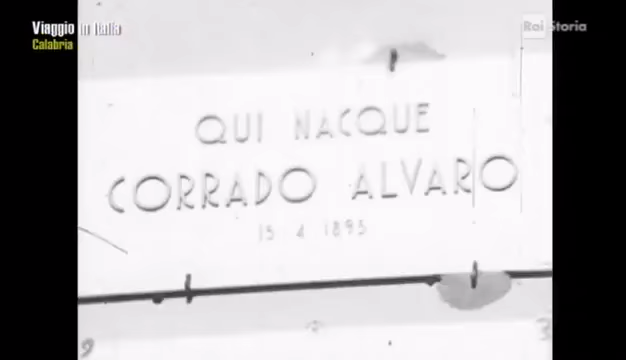 Viaggio in Italia
Calabria
Rai Storia
QUI NACQUE
CORRADO ALVARO
15 4 1895